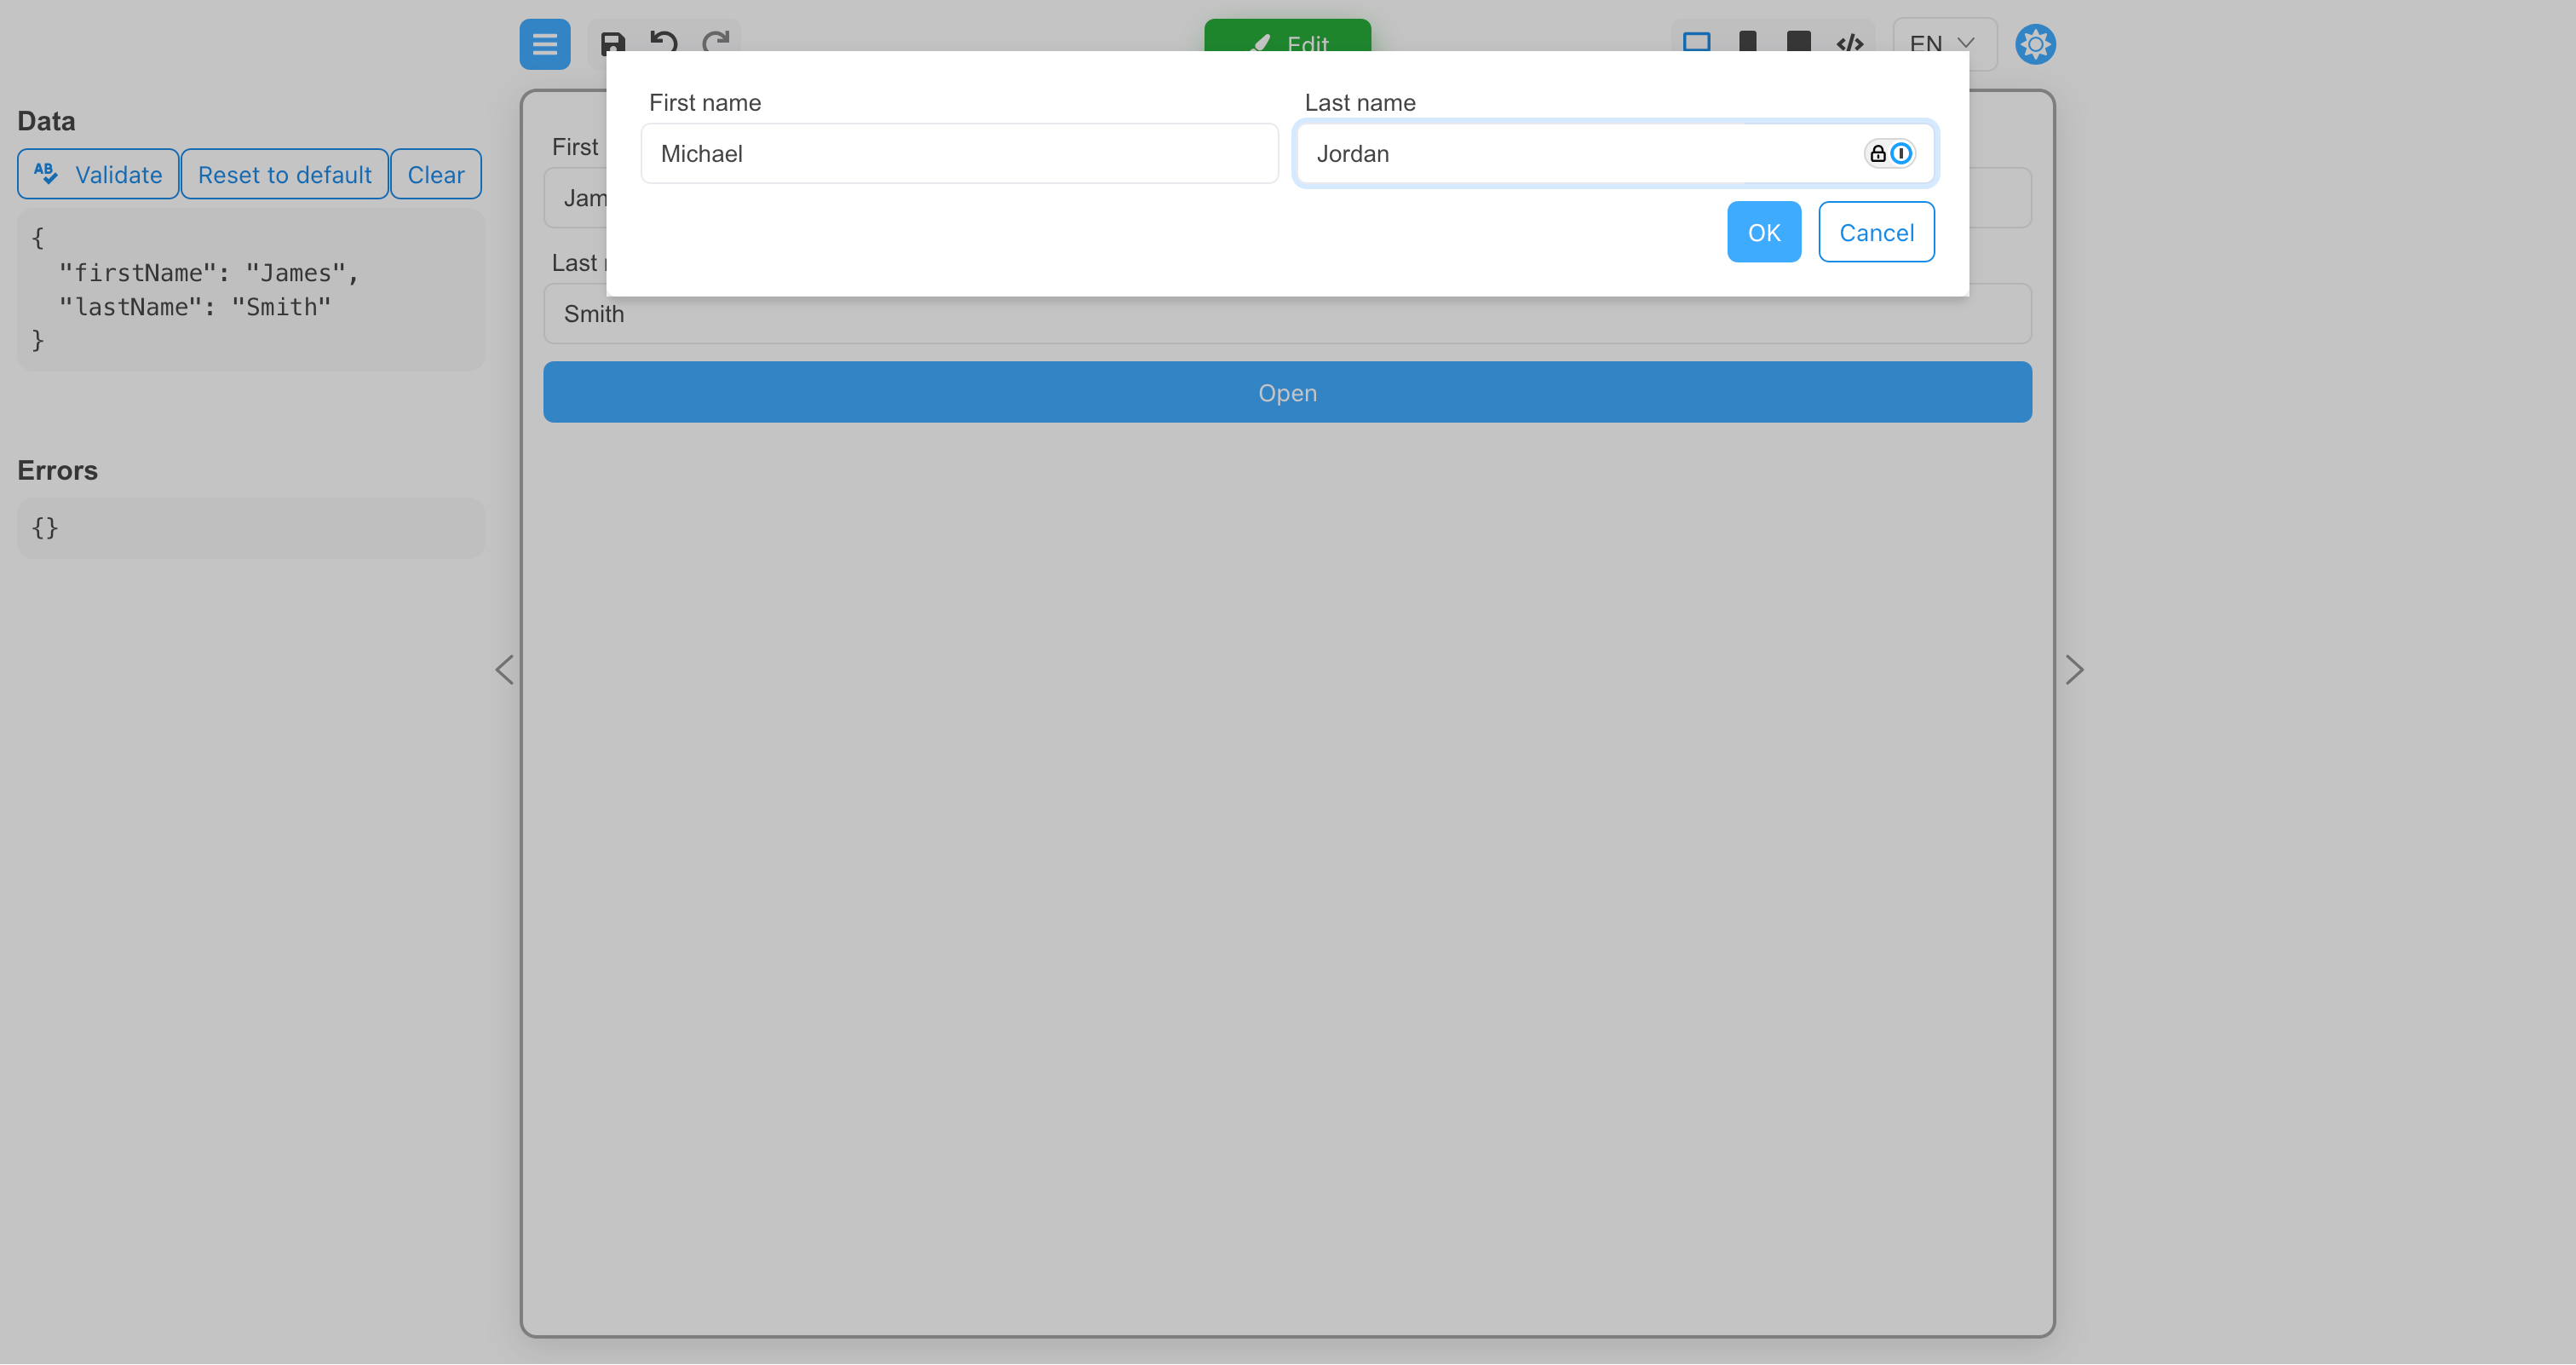 Edit
EN
Data
Validate
Reset to default
Clear
{
"firstName": "James",
"lastName": "Smith"
}
Errors
{}
First name
Last name
Michael
Jordan
OK
Cancel
First
Jam
Last
Smith
Open